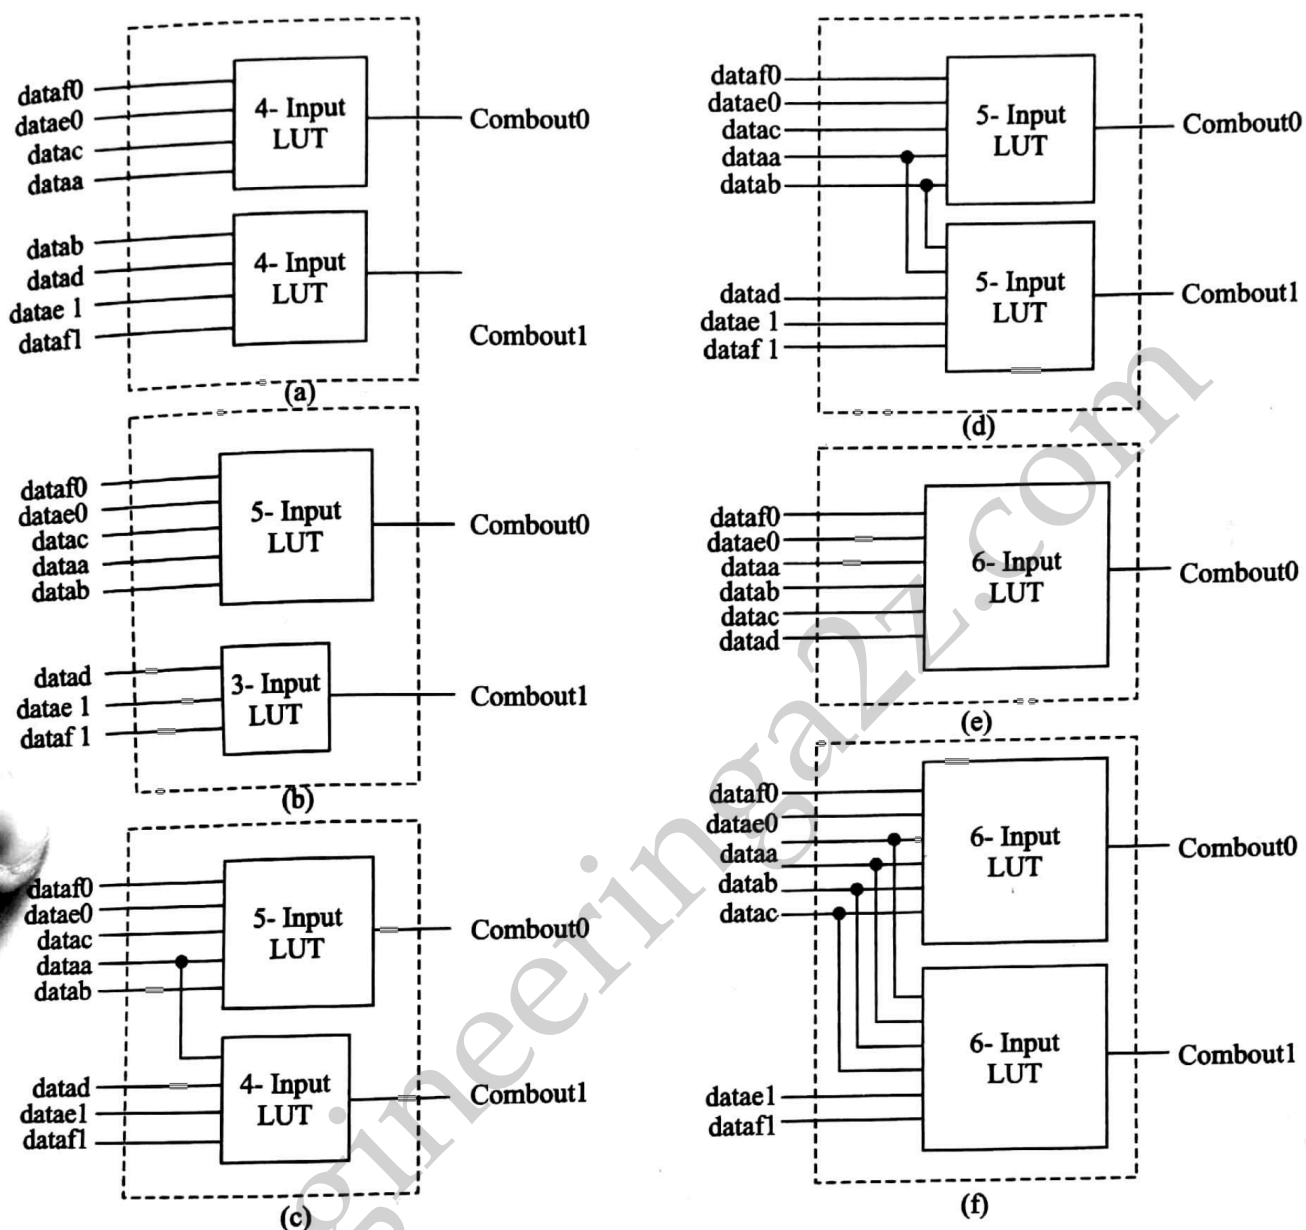 dataf0
datae0
datac
dataa
4- Input
LUT
Combout0
datab
datad
datae 1
dataf1
4- Input
LUT
Combout1
(a)
dataf0
datae0
datac
dataa
datab
5- Input
LUT
Combout0
datad
datae 1
dataf 1
3- Input
LUT
Combout1
(b)
dataf0
datae0
datac
dataa
datab
5- Input
LUT
Combout0
datad
datae1
dataf1
4- Input
LUT
Combout1
(c)
dataf0
datae0
datac
dataa
datab
5- Input
LUT
Combout0
datad
datae 1
dataf 1
5- Input
LUT
Combout1
(d)
dataf0
datae0
dataa
datab
datac
datad
6- Input
LUT
Combout0
(e)
dataf0
datae0
dataa
datab
datac
6- Input
LUT
Combout0
datae1
dataf1
6- Input
LUT
Combout1
(f)
gineeringa2z.com